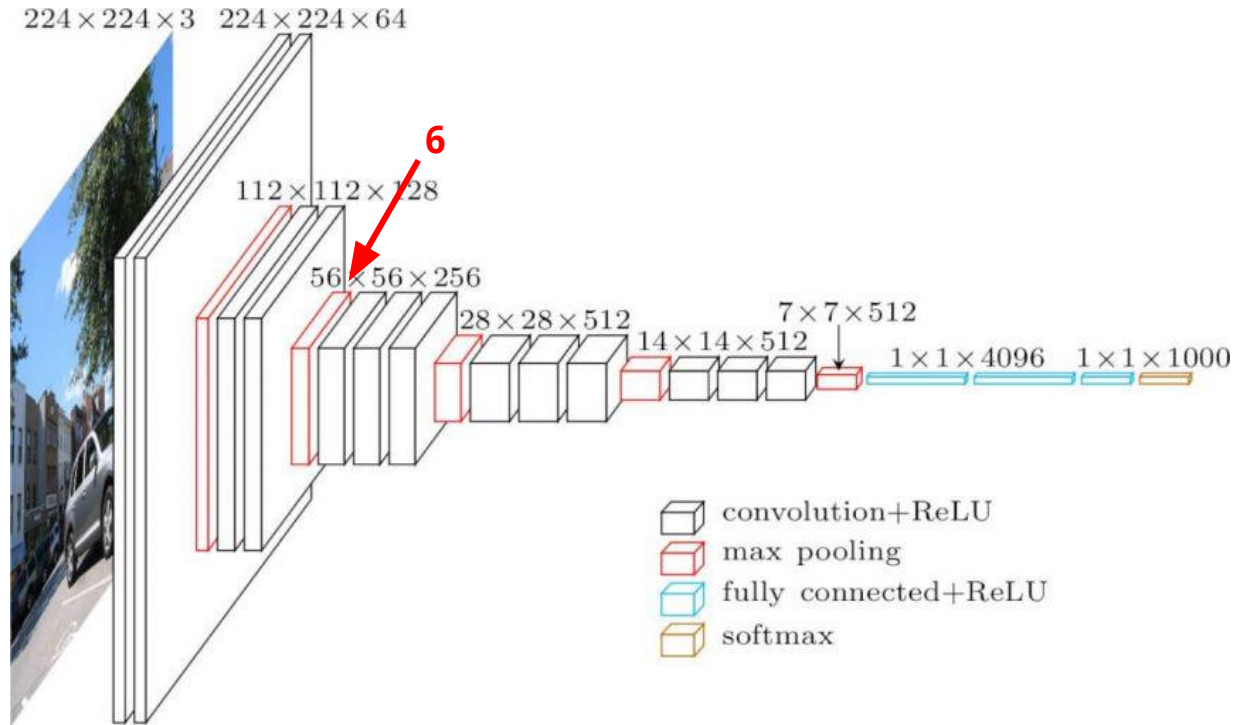 224×224×3
224×224×64
6
112×112×128
56×56×256
28×28×512
14×14×512
7×7×512
1×1×4096
1×1×1000
convolution+ReLU
max pooling
fully connected+ReLU
softmax